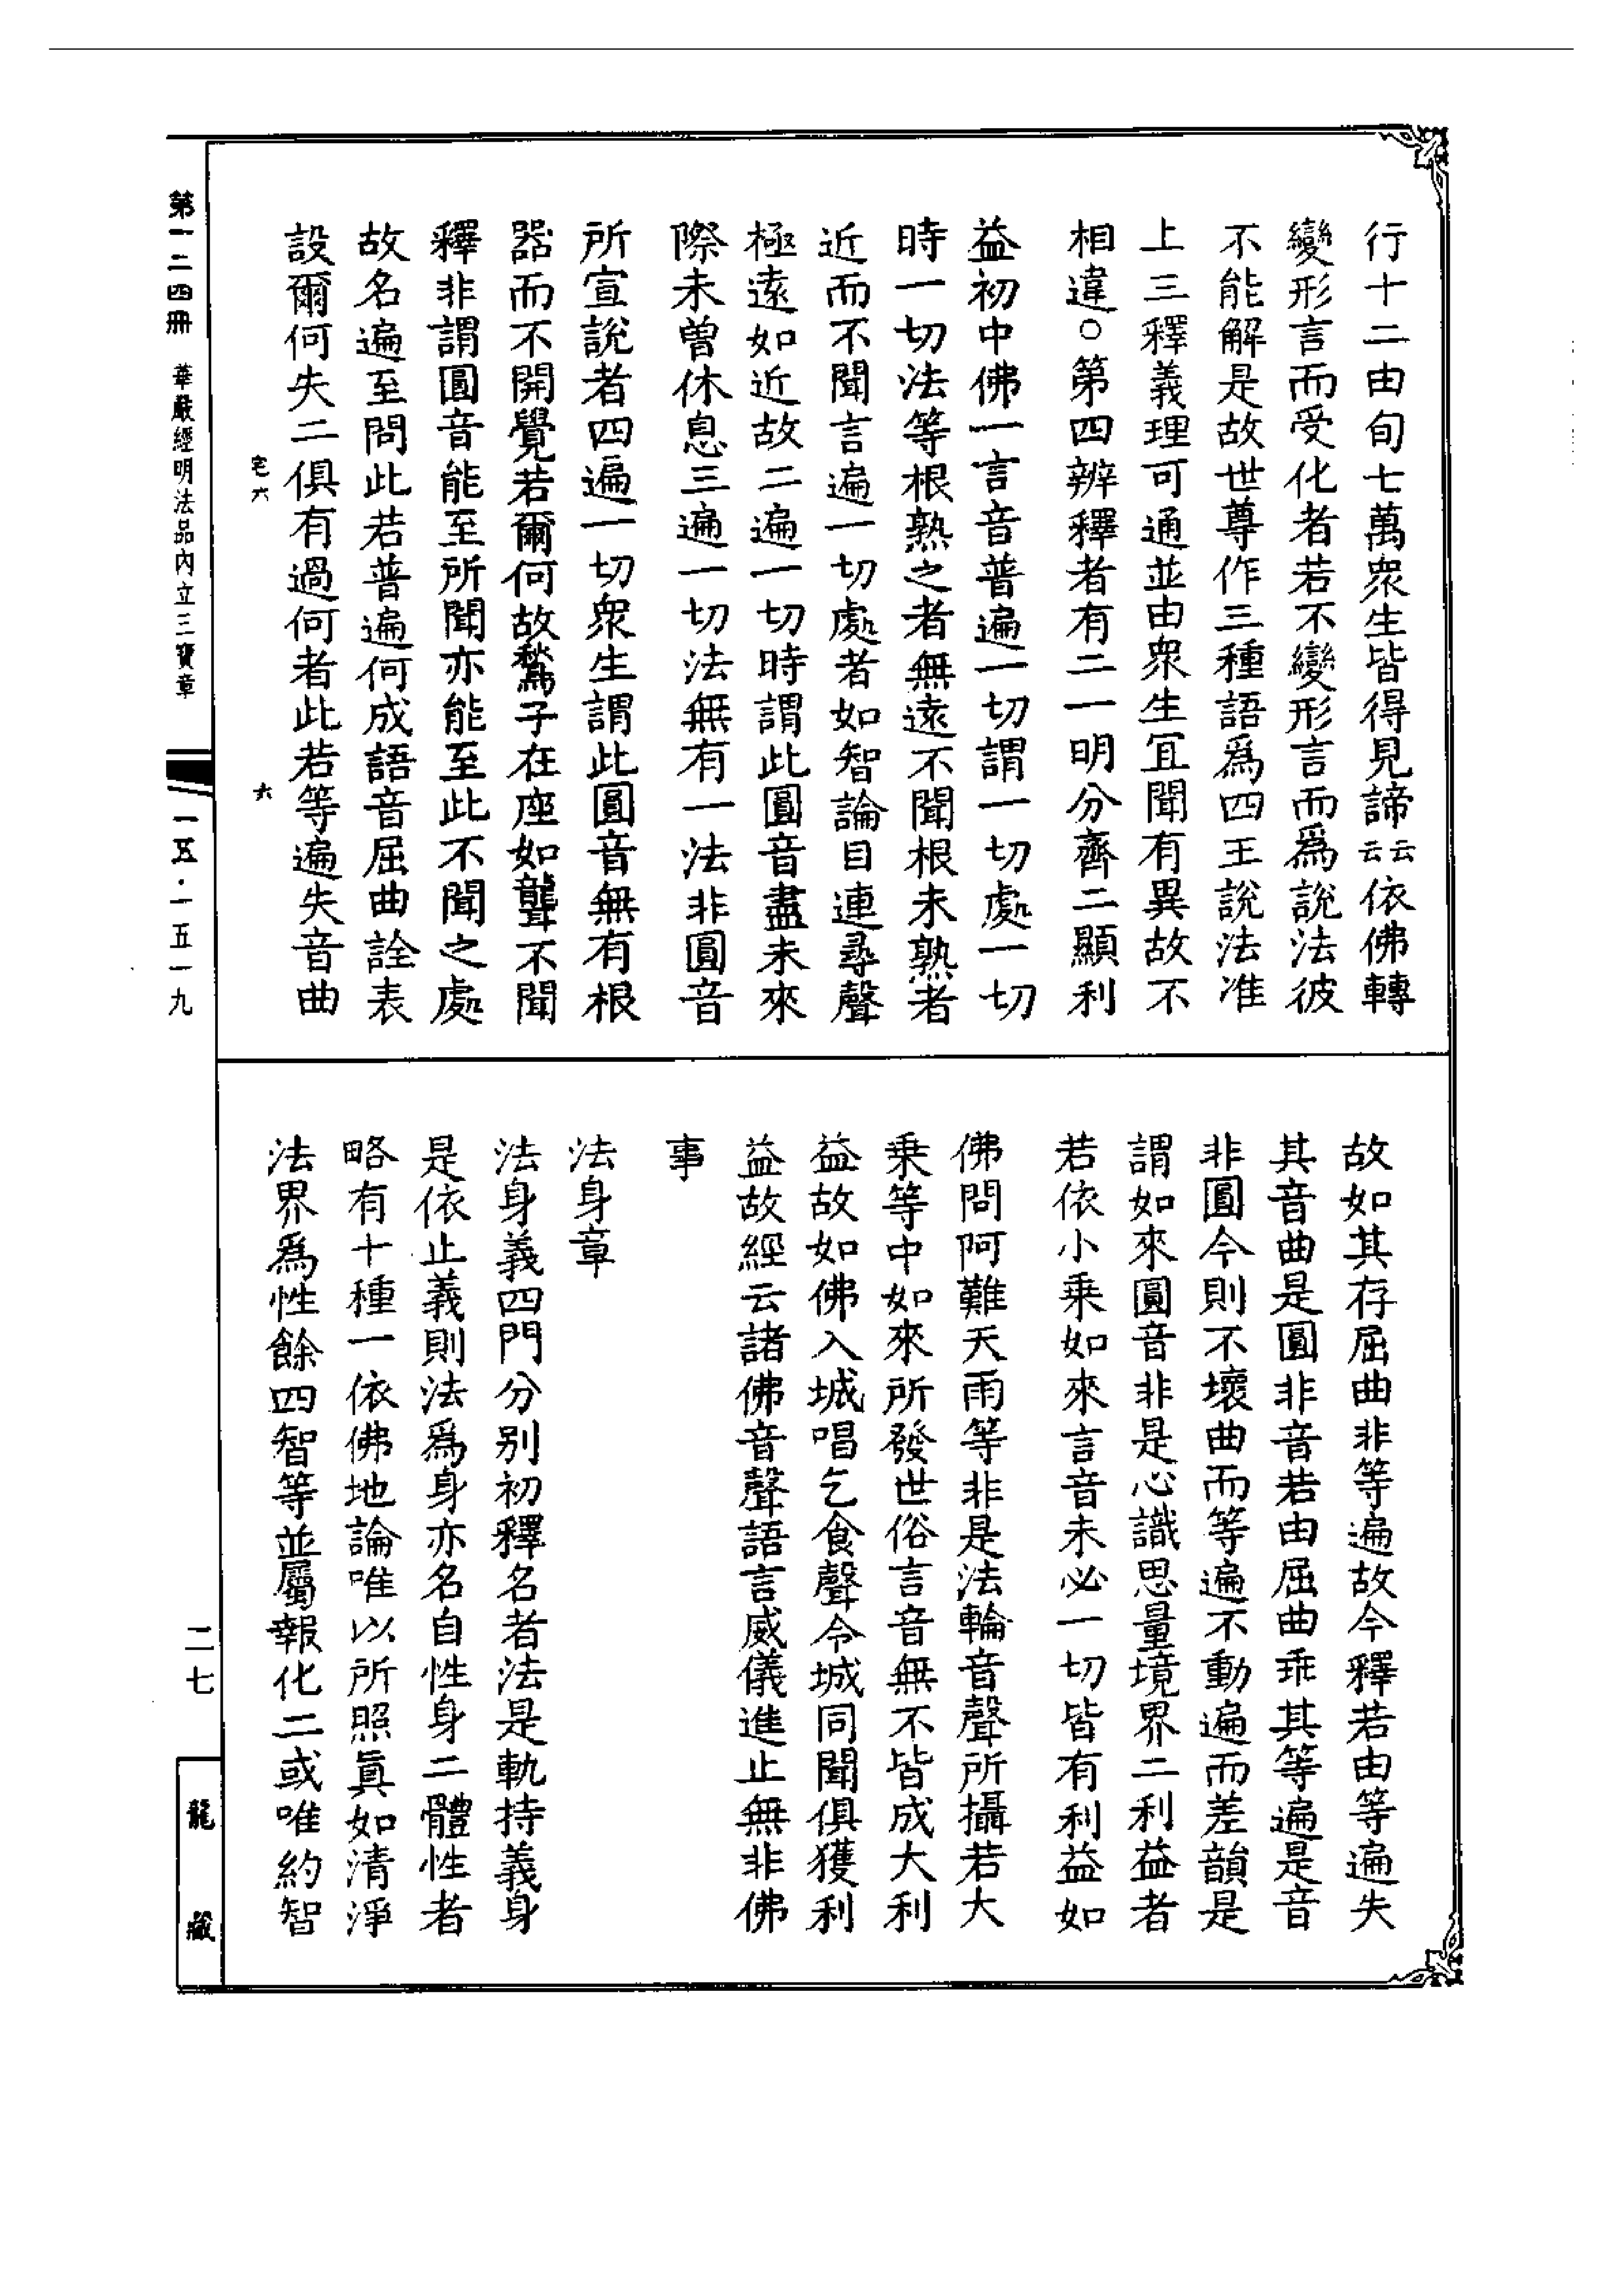 行十二由旬七萬衆生皆得見諦云云依佛轉
變形言而受化者若不變形言而爲說法彼
不能解是故世尊作三種語爲四王說法准
上三釋義理可通並由衆生冝聞有異故不
相違○第四辨釋者有二一明分齊二顯利
益初中佛一言音普遍一切謂一切處一切
時一切法等根熟之者無遠不聞根未熟者
近而不聞言遍一切處者如智論目連尋聲
極遠如近故二遍一切時謂此圓音盡未來
際未曾休息三遍一切法無有一法非圓音
所宣說者四遍一切衆生謂此圓音無有根
器而不開覺若爾何故鶖子在座如聾不聞
釋非謂圓音能至所聞亦能至此不聞之處
故名遍至問此若普遍何成語音屈曲詮表
設爾何失二俱有過何者此若等遍失音曲
故如其存屈曲非等遍故今釋若由等遍失
其音曲是圓非音若由屈曲乖其等遍是音
非圓今則不壞曲而等遍不動遍而差韻是
謂如來圓音非是心識思量境界二利益者
若依小乗如來言音未必一切皆有利益如
佛問阿難天雨等非是法輪音聲所攝若大
乗等中如來所發世俗言音無不皆成大利
益故如佛入城唱乞食聲令城同聞俱獲利
益故經云諸佛音聲語言威儀進止無非佛
事
法身章
法身義四門分别初釋名者法是軌持義身
是依止義則法爲身亦名自性身二體性者
略有十種一依佛地論唯以所照眞如清淨
法界爲性餘四智等並屬報化二或唯約智
宅六
六
第一二四冊　華嚴經明法品內立三寶章
一五·一五一九
二七
龍藏